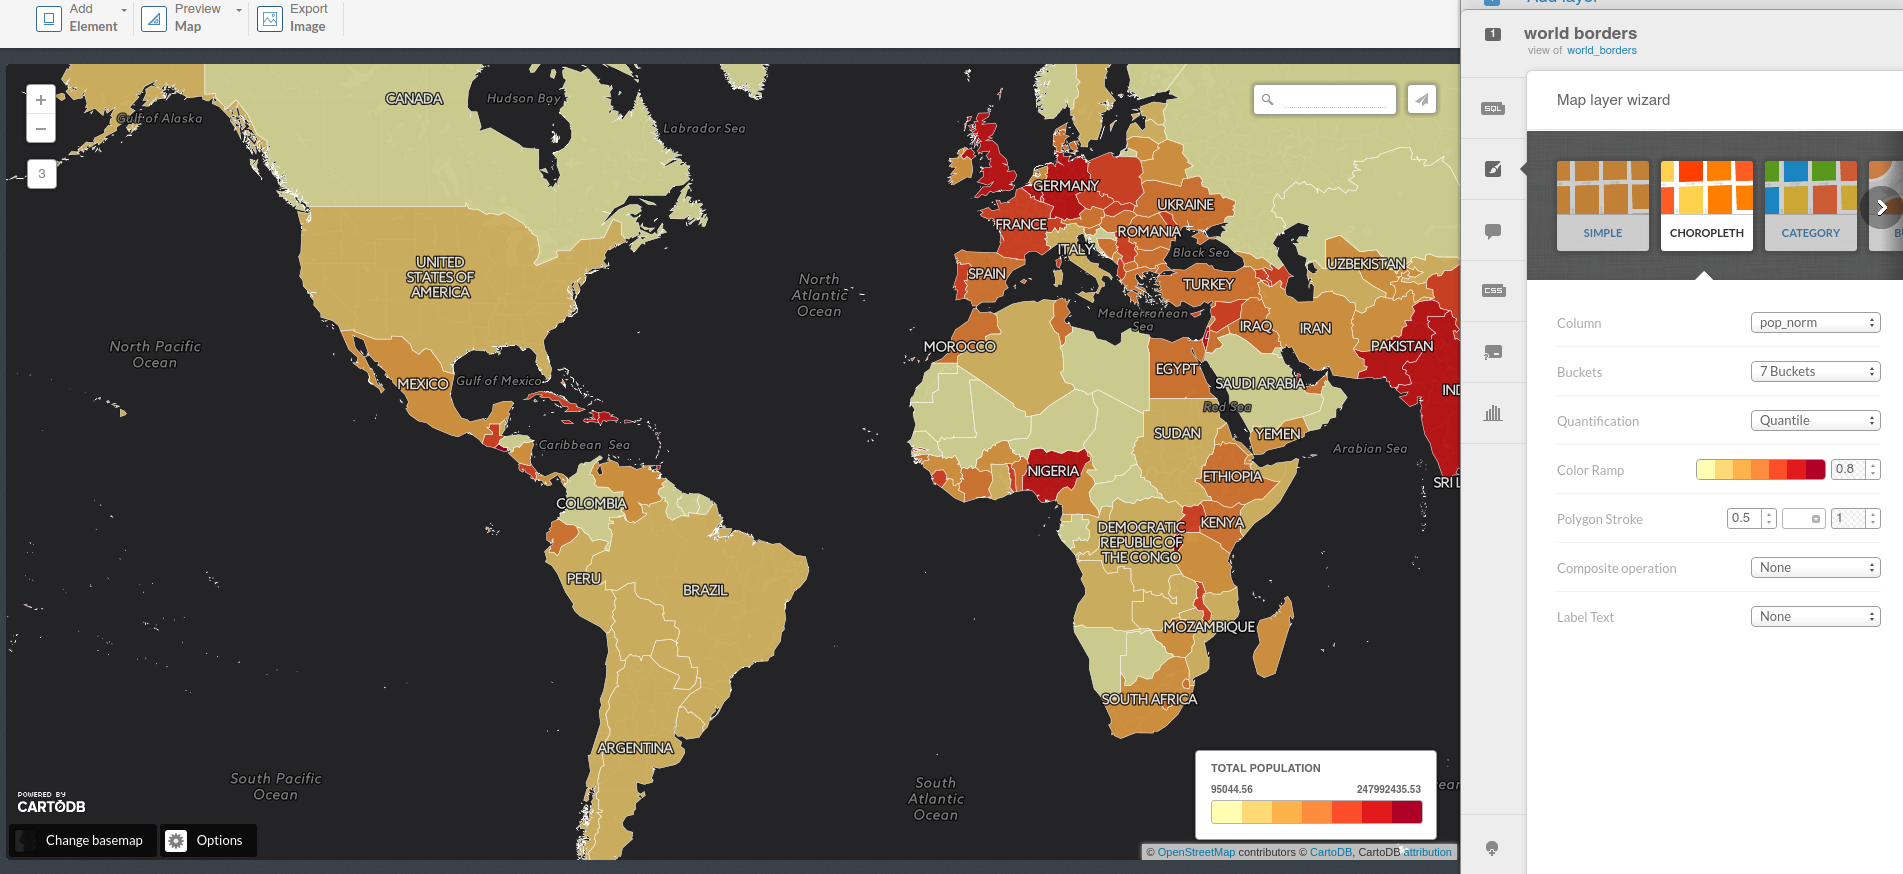 Add
Element
Preview
Map
Export
Image
Add layer
1
world borders
view of world_borders
Map layer wizard
SQL
CSS
SIMPLE
CHOROPLETH
CATEGORY
Column
pop_norm
Buckets
7 Buckets
Quantification
Quantile
Color Ramp
0.8
Polygon Stroke
0.5
1
Composite operation
None
Label Text
None
+
−
3
Gulf of Alaska
CANADA
Hudson Bay
Labrador Sea
UNITED
STATES OF
AMERICA
North Pacific
Ocean
North
Atlantic
Ocean
MEXICO
Gulf of Mexico
Caribbean Sea
COLOMBIA
PERU
BRAZIL
ARGENTINA
South Pacific
Ocean
South
Atlantic
Ocean
GERMANY
FRANCE
UKRAINE
ROMANIA
ITALY
Black Sea
SPAIN
TURKEY
UZBEKISTAN
Mediterranean
Sea
IRAQ
IRAN
MOROCCO
PAKISTAN
EGYPT
SAUDI ARABIA
IND
Red Sea
SUDAN
YEMEN
Arabian Sea
NIGERIA
ETHIOPIA
SRI L
DEMOCRATIC
REPUBLIC OF
THE CONGO
KENYA
MOZAMBIQUE
SOUTH AFRICA
TOTAL POPULATION
95044.56
247992435.53
POWERED BY
CARTODB
Change basemap
Options
© OpenStreetMap contributors © CartoDB, CartoDB attribution